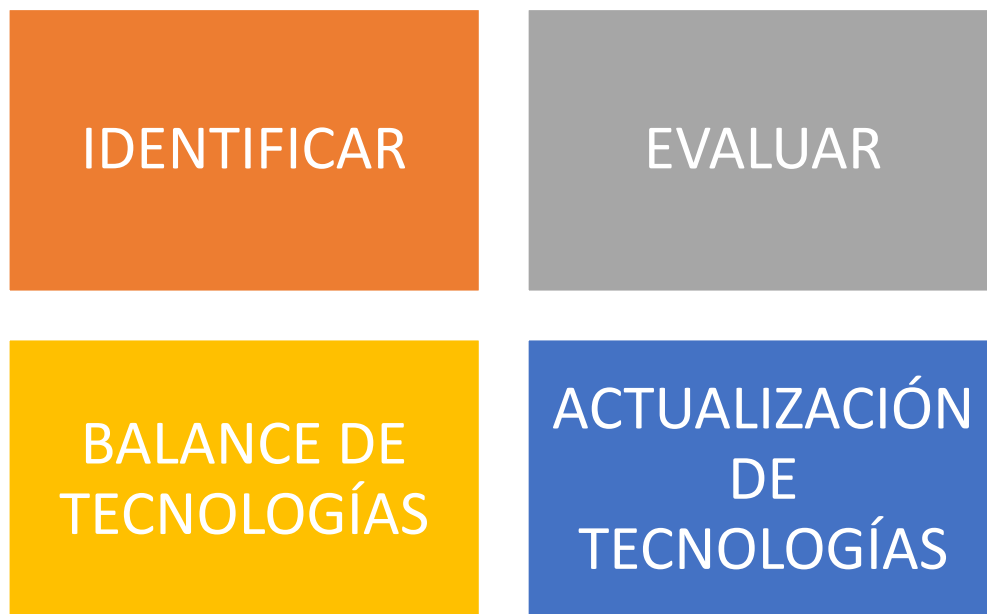 IDENTIFICAR
EVALUAR
BALANCE DE
TECNOLOGÍAS
ACTUALIZACIÓN
DE
TECNOLOGÍAS